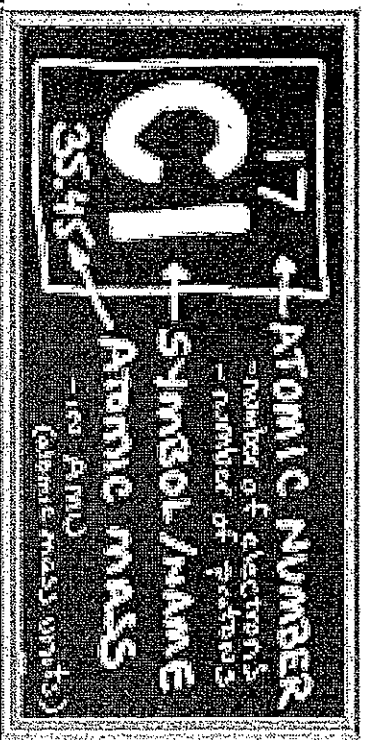 17 ← ATOMIC NUMBER
-number of electrons
-number of protons
Cl ← SYMBOL/NAME
35.45 ← ATOMIC MASS
-in AMU
(atomic mass units)